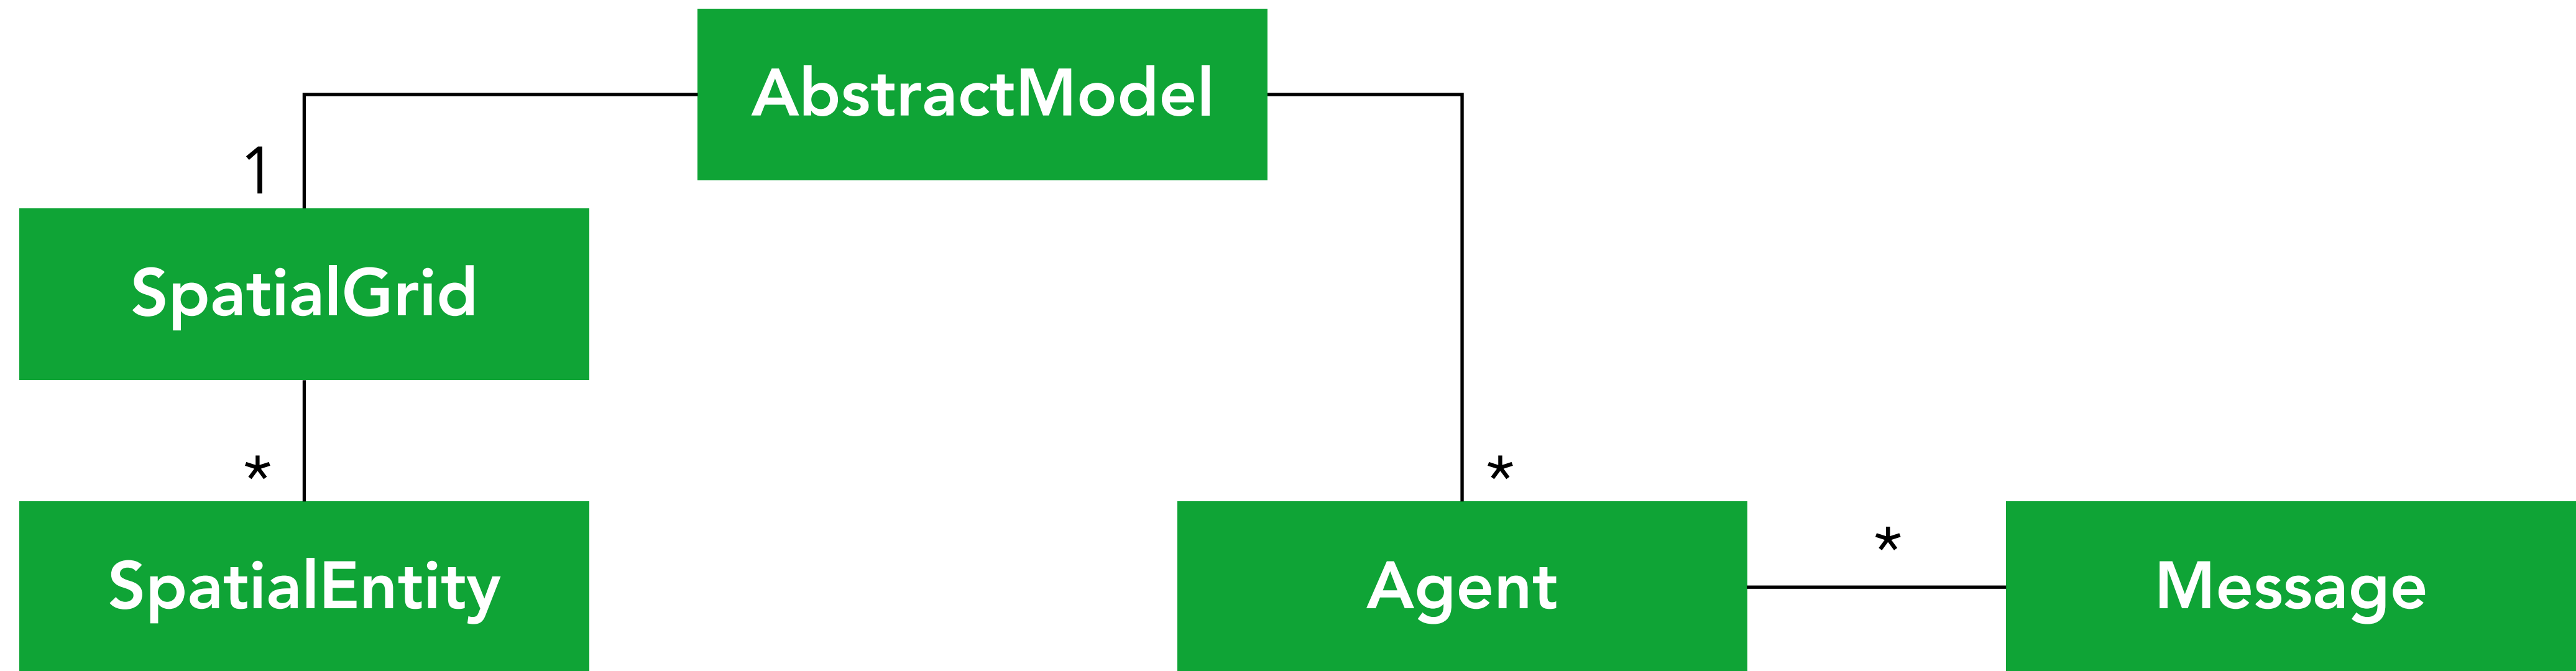 AbstractModel
1
SpatialGrid
*
*
SpatialEntity
Agent
*
Message